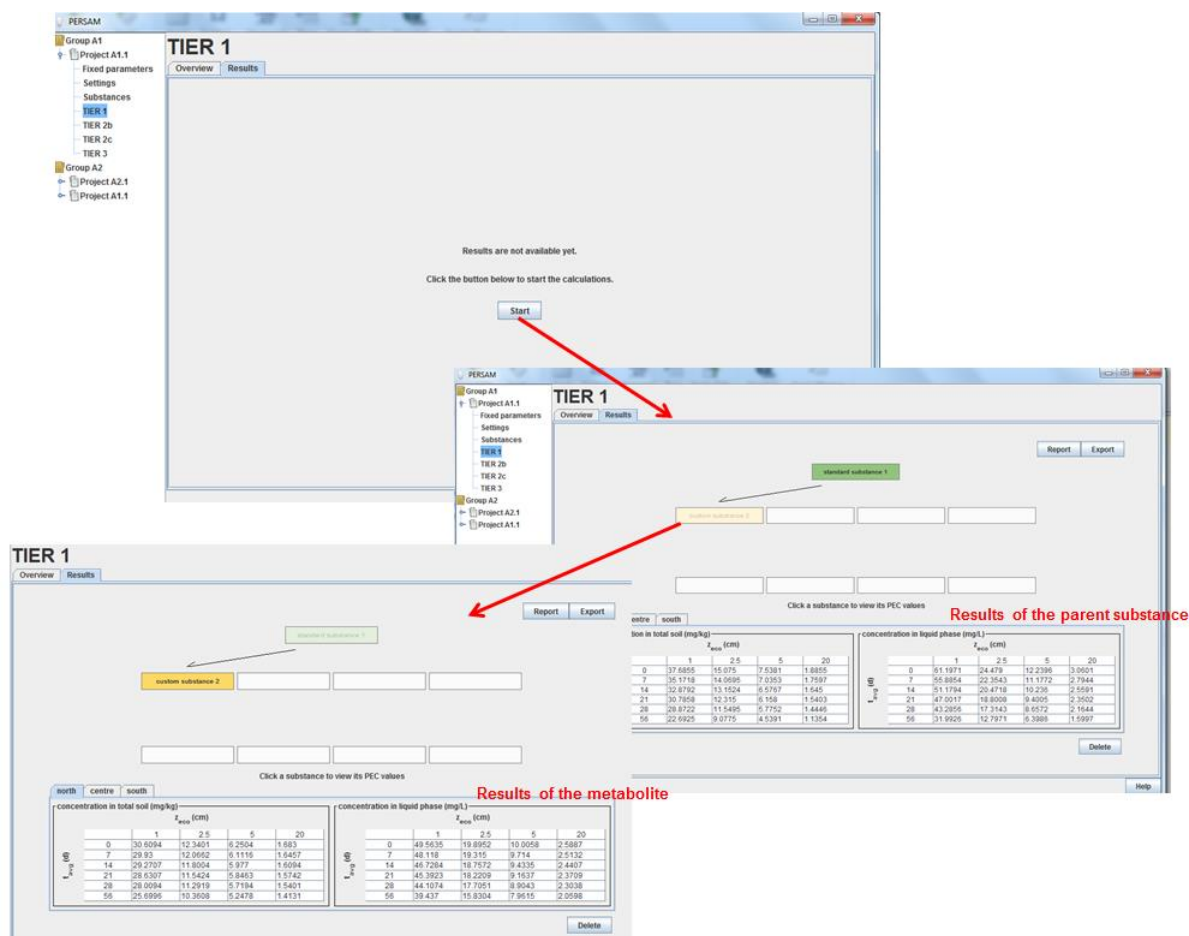 PERSAM
Group A1
Project A1.1
Fixed parameters
Settings
Substances
TIER 1
TIER 2b
TIER 2c
TIER 3
Group A2
Project A2.1
Project A1.1
TIER 1
Overview Results
Results are not available yet.
Click the button below to start the calculations.
Start
PERSAM
Group A1
Project A1.1
Fixed parameters
Settings
Substances
TIER 1
TIER 2b
TIER 2c
TIER 3
Group A2
Project A2.1
Project A1.1
TIER 1
Overview Results
Report Export
standard substance 1
custom substance 2
Click a substance to view its PEC values
Results of the parent substance
entre south
tion in total soil (mg/kg) concentration in liquid phase (mg/L)
z_eco (cm) z_eco (cm)
1 2.5 5 20 1 2.5 5 20
t_avg (d)
0 37.6855 15.075 7.5381 1.8855 0 61.1971 24.479 12.2396 3.0601
7 35.1718 14.0695 7.0353 1.7597 7 55.8854 22.3543 11.1772 2.7944
14 32.8792 13.1524 6.5767 1.645 14 51.1794 20.4718 10.236 2.5591
21 30.7858 12.315 6.158 1.5403 21 47.0017 18.8008 9.4005 2.3502
28 28.8722 11.5495 5.7752 1.4446 28 43.2856 17.3143 8.6572 2.1644
56 22.6925 9.0775 4.5391 1.1354 56 31.9926 12.7971 6.3986 1.5997
Delete
Help
TIER 1
Overview Results
Report Export
standard substance 1
custom substance 2
Click a substance to view its PEC values
Results of the metabolite
north centre south
concentration in total soil (mg/kg) concentration in liquid phase (mg/L)
z_eco (cm) z_eco (cm)
1 2.5 5 20 1 2.5 5 20
t_avg (d) t_avg (d)
0 30.6094 12.3401 6.2504 1.683 0 49.5635 19.8952 10.0058 2.5887
7 29.93 12.0662 6.1116 1.6457 7 48.118 19.315 9.714 2.5132
14 29.2707 11.8004 5.977 1.6094 14 46.7284 18.7572 9.4335 2.4407
21 28.6307 11.5424 5.8463 1.5742 21 45.3923 18.2209 9.1637 2.3709
28 28.0094 11.2919 5.7194 1.5401 28 44.1074 17.7051 8.9043 2.3038
56 25.6996 10.3608 5.2478 1.4131 56 39.437 15.8304 7.9615 2.0598
Delete